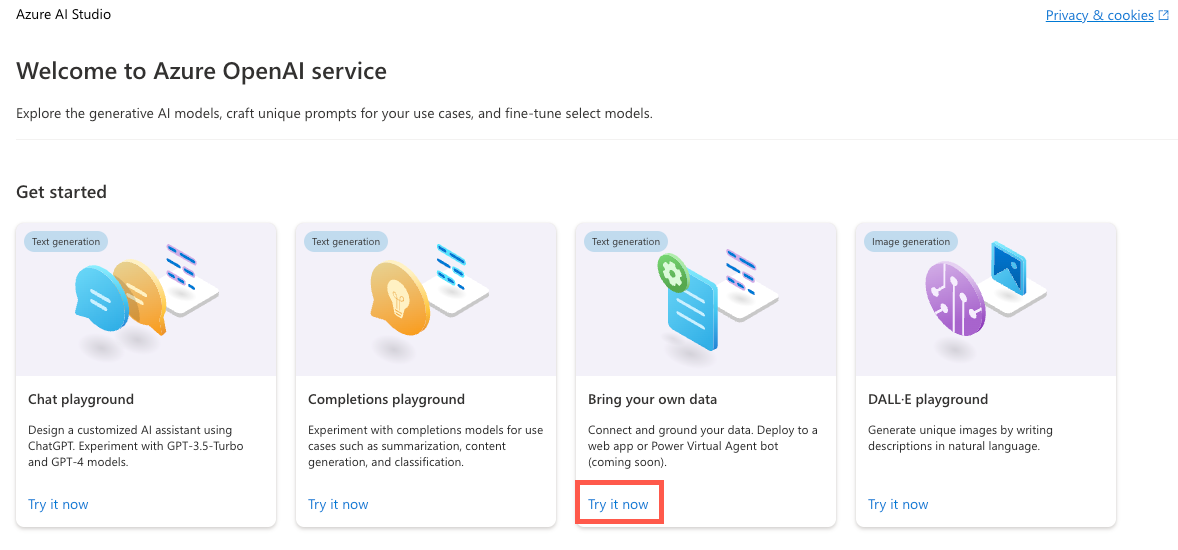 Azure AI Studio
Privacy & cookies
Welcome to Azure OpenAI service
Explore the generative AI models, craft unique prompts for your use cases, and fine-tune select models.
Get started
Text generation
Chat playground
Design a customized AI assistant using
ChatGPT. Experiment with GPT-3.5-Turbo
and GPT-4 models.
Try it now
Text generation
Completions playground
Experiment with completions models for use
cases such as summarization, content
generation, and classification.
Try it now
Text generation
Bring your own data
Connect and ground your data. Deploy to a
web app or Power Virtual Agent bot
(coming soon).
Try it now
Image generation
DALL·E playground
Generate unique images by writing
descriptions in natural language.
Try it now